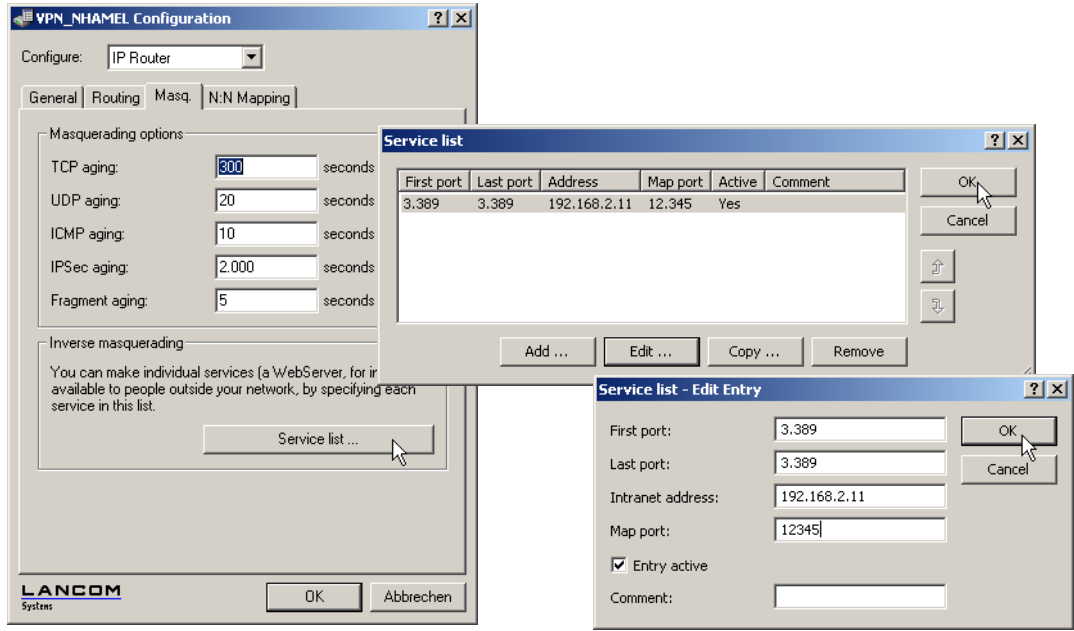 VPN_NHAMEL Configuration
Configure: IP Router
General Routing Masq. N:N Mapping
Masquerading options
TCP aging: 300 seconds
UDP aging: 20 seconds
ICMP aging: 10 seconds
IPSec aging: 2.000 seconds
Fragment aging: 5 seconds
Inverse masquerading
You can make individual services (a WebServer, for ir
available to people outside your network, by specifying each
service in this list.
Service list ...
LANCOM
Systems
OK Abbrechen
Service list
First port Last port Address Map port Active Comment
3.389 3.389 192.168.2.11 12.345 Yes
OK
Cancel
Add ... Edit ... Copy ... Remove
Service list - Edit Entry
First port: 3.389
Last port: 3.389
Intranet address: 192.168.2.11
Map port: 12345
Entry active
Comment:
OK
Cancel